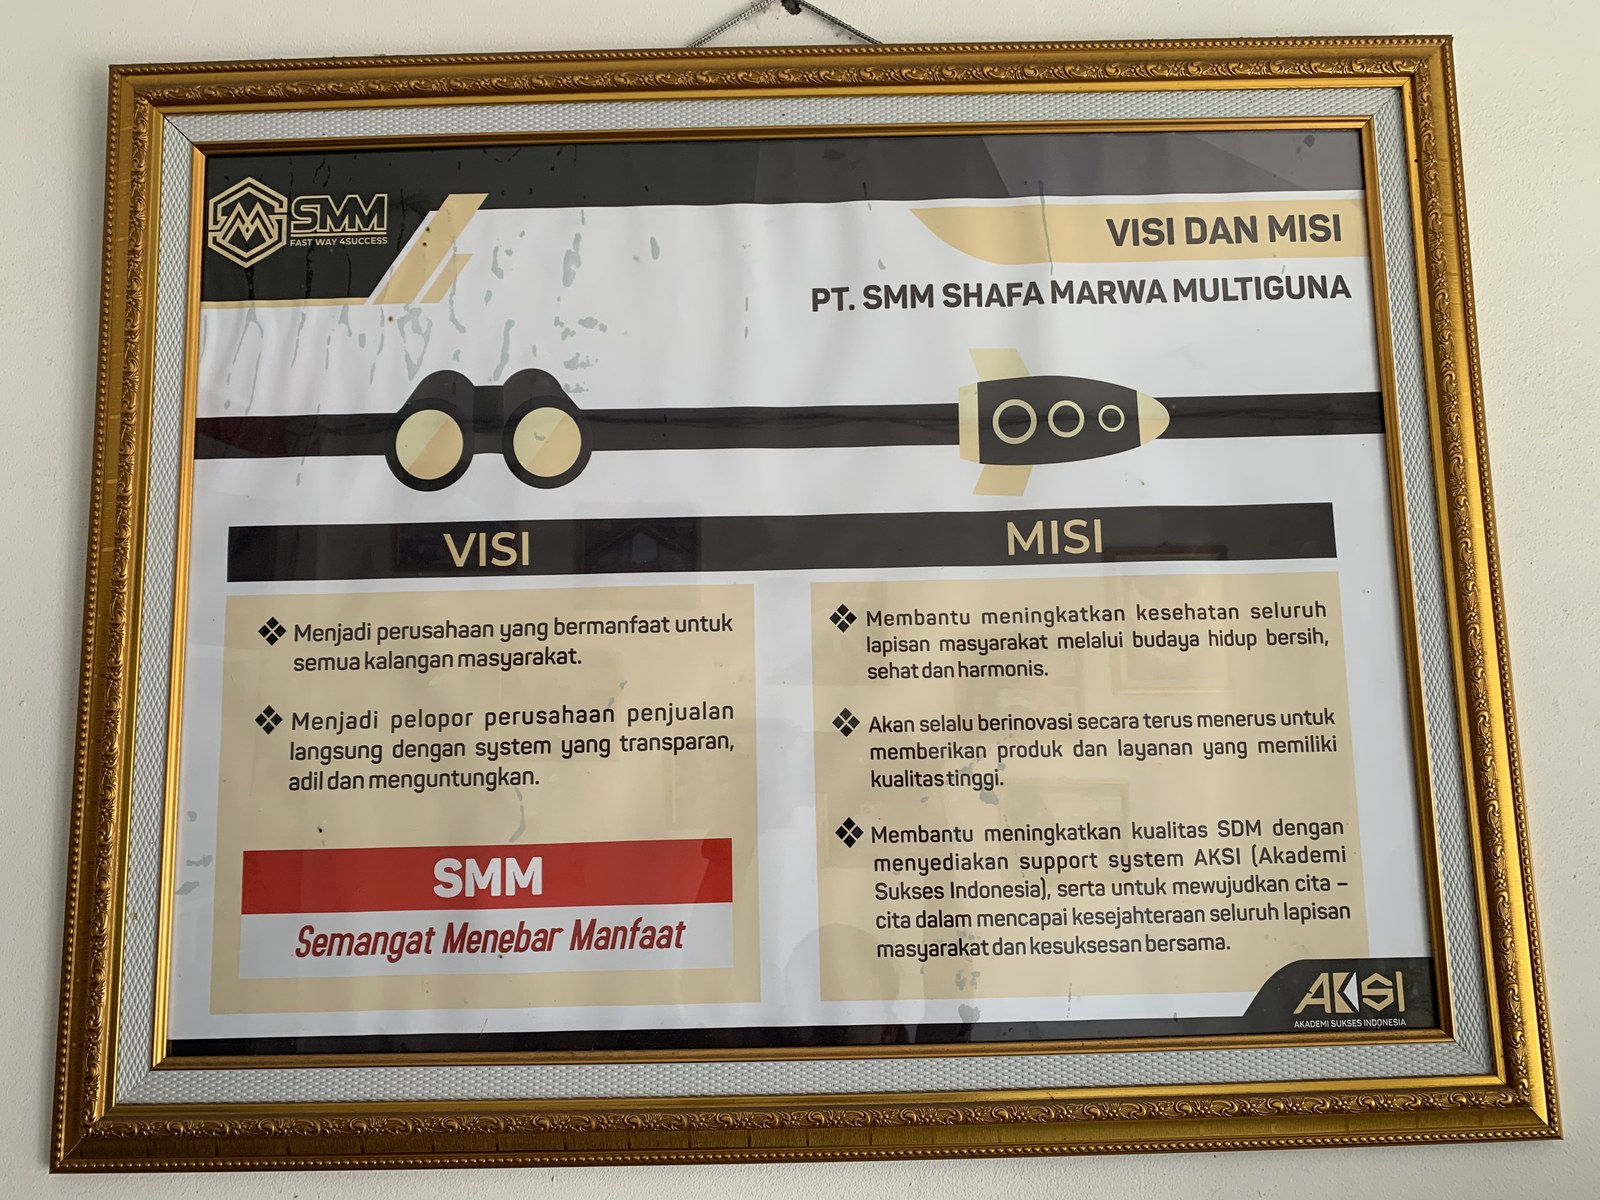 SMM
FAST WAY 4SUCCESS
VISI DAN MISI
PT. SMM SHAFA MARWA MULTIGUNA
VISI
Menjadi perusahaan yang bermanfaat untuk
semua kalangan masyarakat.
Menjadi pelopor perusahaan penjualan
langsung dengan system yang transparan,
adil dan menguntungkan.
SMM
Semangat Menebar Manfaat
MISI
Membantu meningkatkan kesehatan seluruh
lapisan masyarakat melalui budaya hidup bersih,
sehat dan harmonis.
Akan selalu berinovasi secara terus menerus untuk
memberikan produk dan layanan yang memiliki
kualitas tinggi.
Membantu meningkatkan kualitas SDM dengan
menyediakan support system AKSI (Akademi
Sukses Indonesia), serta untuk mewujudkan cita –
cita dalam mencapai kesejahteraan seluruh lapisan
masyarakat dan kesuksesan bersama.
AKSI
AKADEMI SUKSES INDONESIA